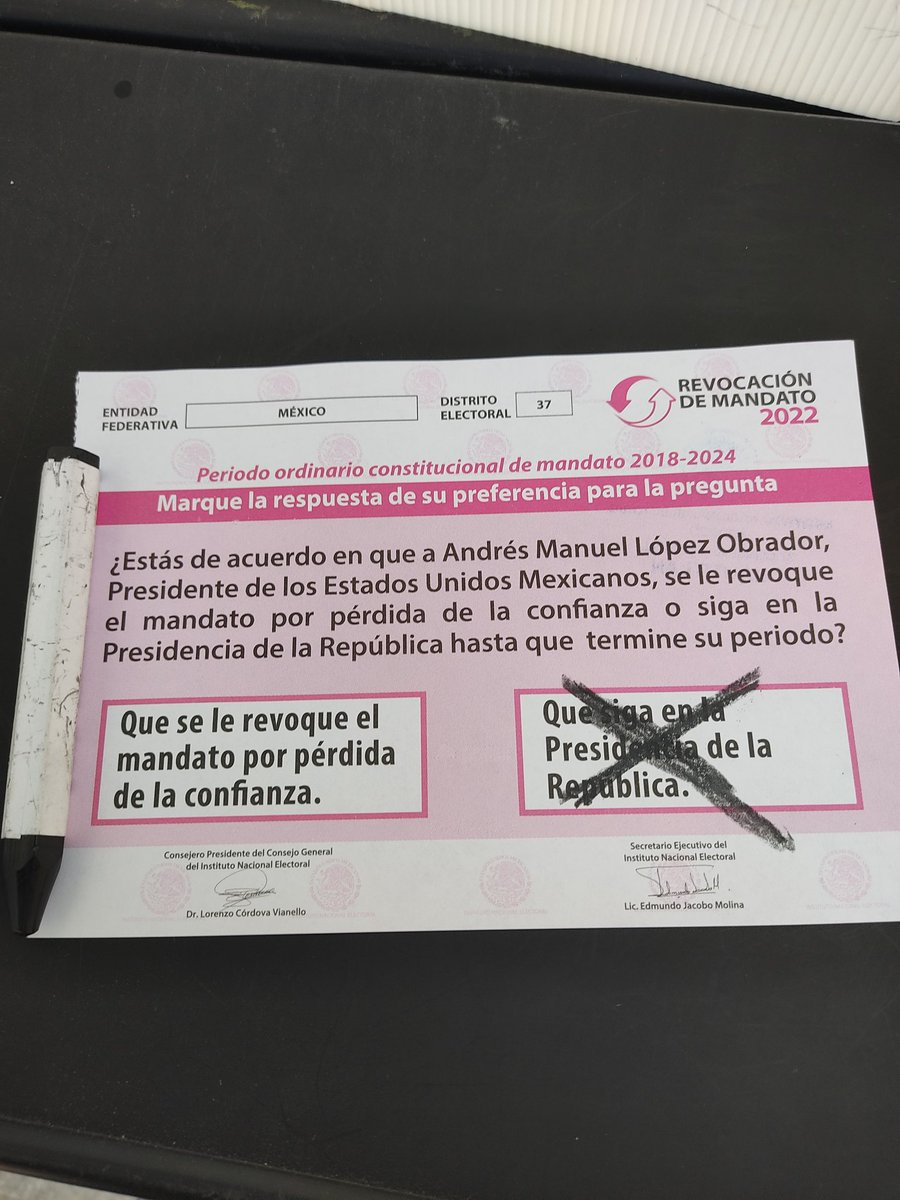 ENTIDAD
FEDERATIVA
MÉXICO
DISTRITO
ELECTORAL
37
REVOCACIÓN
DE MANDATO
2022
Periodo ordinario constitucional de mandato 2018-2024
Marque la respuesta de su preferencia para la pregunta
¿Estás de acuerdo en que a Andrés Manuel López Obrador,
Presidente de los Estados Unidos Mexicanos, se le revoque
el mandato por pérdida de la confianza o siga en la
Presidencia de la República hasta que termine su periodo?
Que se le revoque el
mandato por pérdida
de la confianza.
Que siga en la
Presidencia de la
República.
Consejero Presidente del Consejo General
del Instituto Nacional Electoral
Dr. Lorenzo Córdova Vianello
Secretario Ejecutivo del
Instituto Nacional Electoral
Lic. Edmundo Jacobo Molina